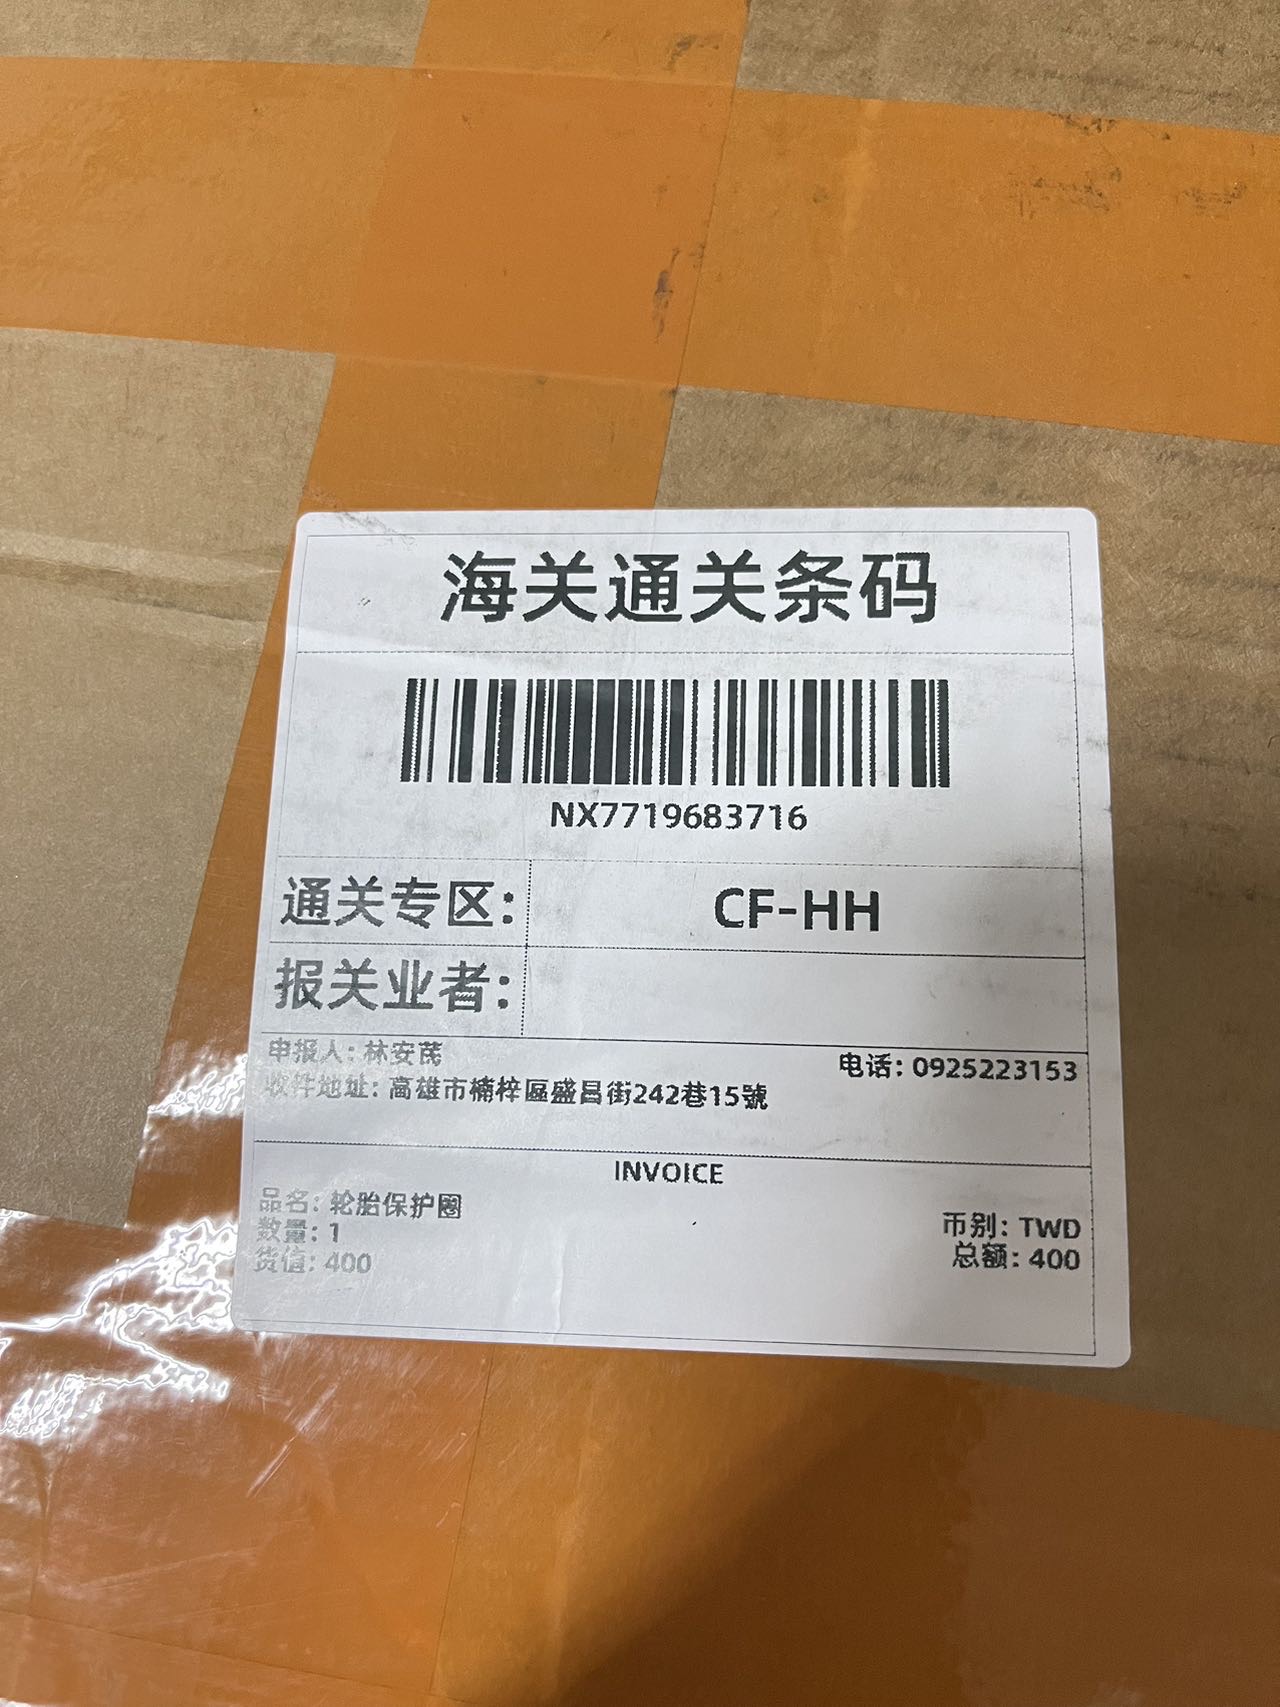 海关通关条码
NX7719683716
通关专区: CF-HH
报关业者:
申报人: 林安芪
电话: 0925223153
收件地址: 高雄市楠梓區盛昌街242巷15號
INVOICE
品名: 轮胎保护圈
数量: 1
货值: 400
币别: TWD
总额: 400